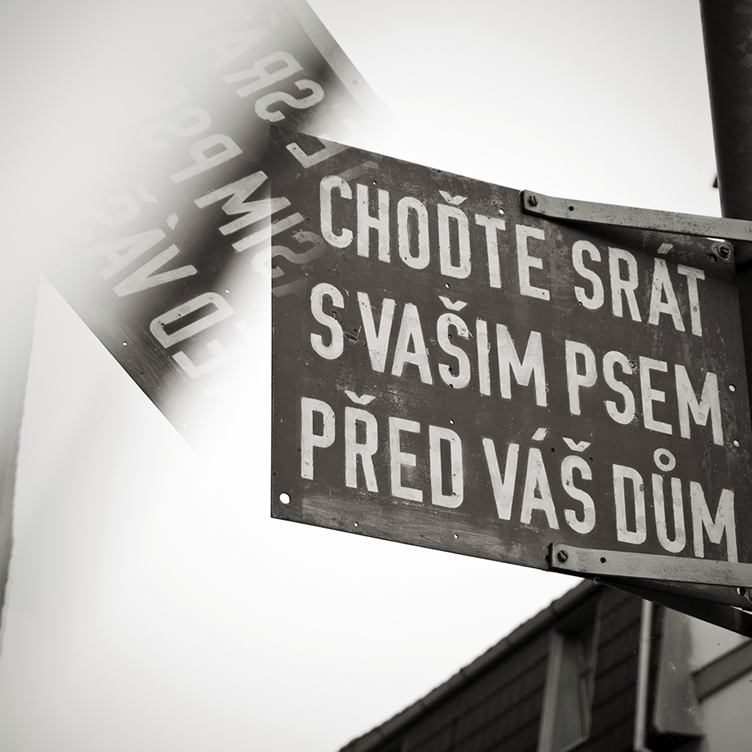 CHOĎTE SRÁT
S VAŠIM PSEM
PŘED VÁŠ DŮM